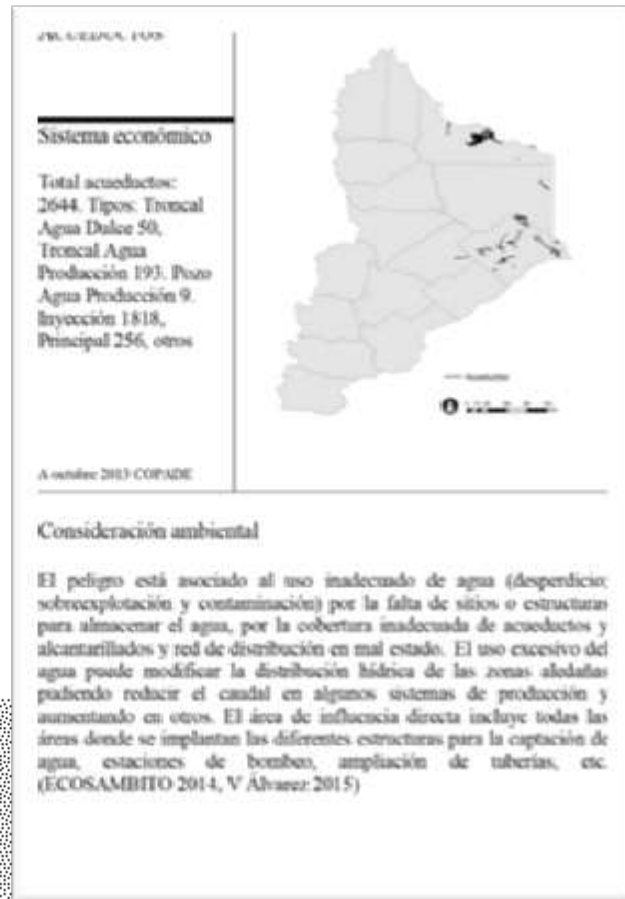 ACUEDUCTOS
Sistema económico
Total acueductos:
2644. Tipos: Troncal
Agua Dulce 50,
Troncal Agua
Producción 193. Pozo
Agua Producción 9.
Inyección 1818,
Principal 256, otros
A octubre 2013 COPADE
Consideración ambiental
El peligro está asociado al uso inadecuado de agua (desperdicio;
sobreexplotación y contaminación) por la falta de sitios o estructuras
para almacenar el agua, por la cobertura inadecuada de acueductos y
alcantarillados y red de distribución en mal estado. El uso excesivo del
agua puede modificar la distribución hídrica de las zonas aledañas
pudiendo reducir el caudal en algunos sistemas de producción y
aumentando en otros. El área de influencia directa incluye todas las
áreas donde se implantan las diferentes estructuras para la captación de
agua, estaciones de bombeo, ampliación de tuberías, etc.
(ECOSAMBITO 2014, V Álvarez 2015)